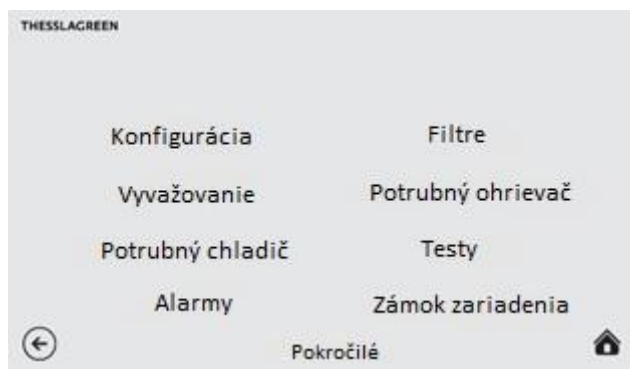 THESSLAGREEN
Konfigurácia Filtre
Vyvažovanie Potrubný ohrievač
Potrubný chladič Testy
Alarmy Zámok zariadenia
Pokročilé